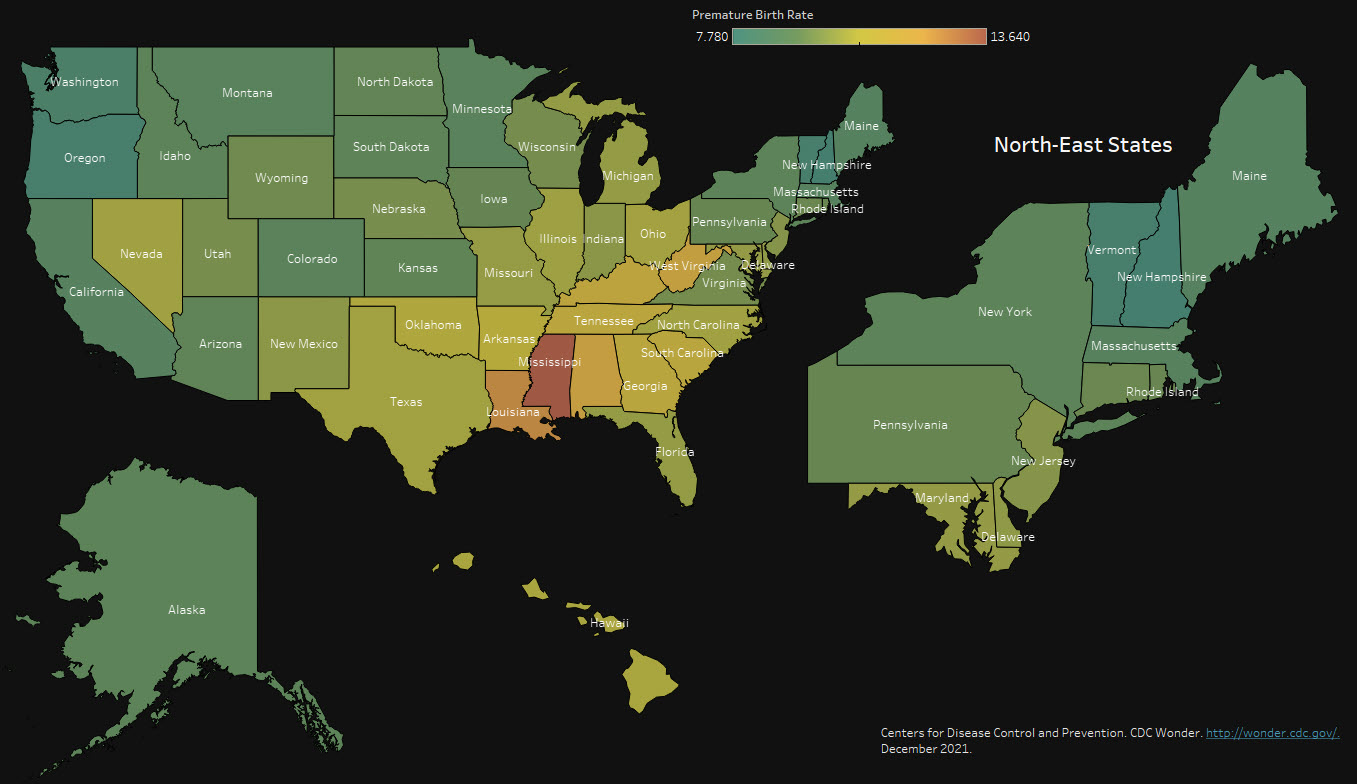 Premature Birth Rate
7.780 13.640
Washington
Montana
North Dakota
Minnesota
Maine
North-East States
Oregon
Idaho
South Dakota
Wisconsin
Wyoming
Michigan
New Hampshire
Maine
Nebraska
Iowa
Massachusetts
Rhode Island
Pennsylvania
Nevada
Utah
Colorado
Kansas
Illinois
Indiana
Ohio
Vermont
California
Missouri
West Virginia
Delaware
Virginia
New Hampshire
Arizona
New Mexico
Oklahoma
Arkansas
Tennessee
North Carolina
New York
Mississippi
South Carolina
Massachusetts
Texas
Louisiana
Georgia
Rhode Island
Florida
Pennsylvania
New Jersey
Maryland
Delaware
Alaska
Hawaii
Centers for Disease Control and Prevention. CDC Wonder. http://wonder.cdc.gov/.
December 2021.